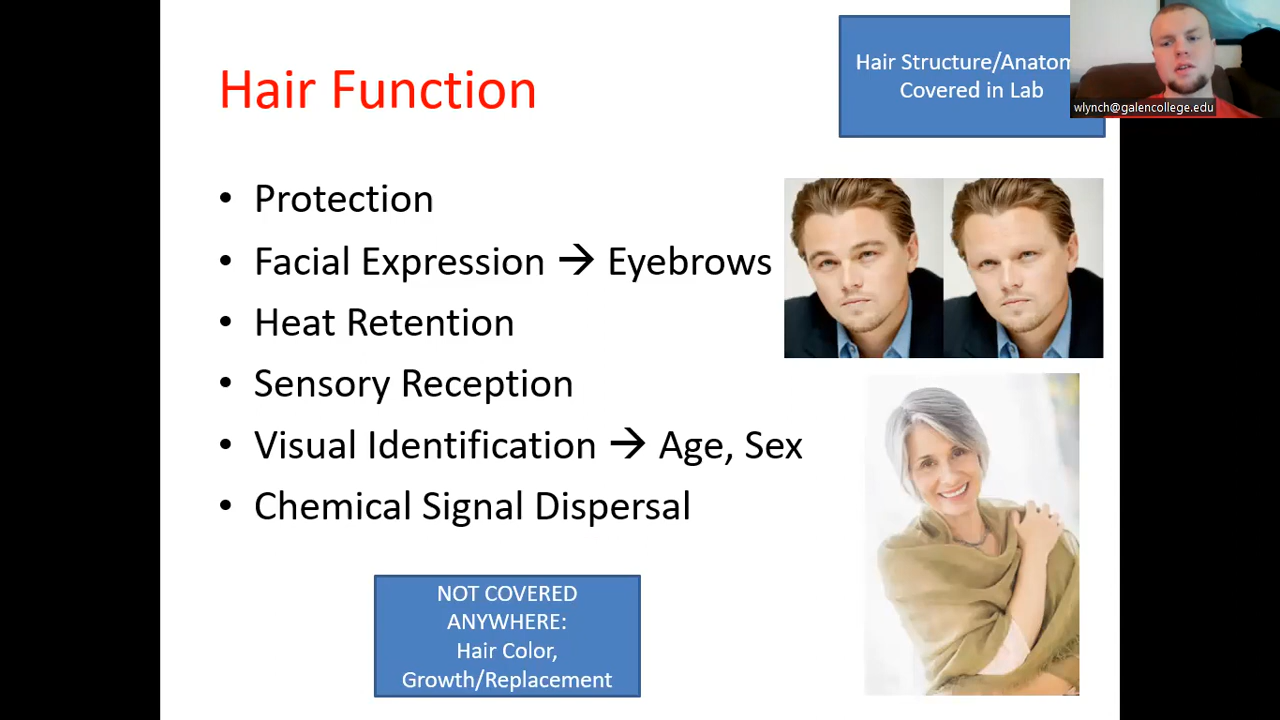 Hair Function
Hair Structure/Anatom
Covered in Lab
wlynch@galencollege.edu
• Protection
• Facial Expression → Eyebrows
• Heat Retention
• Sensory Reception
• Visual Identification → Age, Sex
• Chemical Signal Dispersal
NOT COVERED
ANYWHERE:
Hair Color,
Growth/Replacement